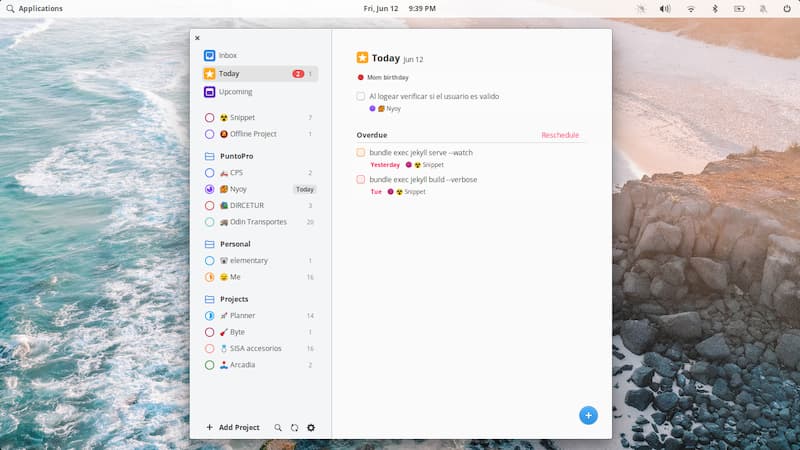 Applications
Fri, Jun 12 9:39 PM
Inbox
Today 2 1
Upcoming
Snippet 7
Offline Project 1
PuntoPro
CPS 2
Nyoy Today
DIRCETUR 3
Odin Transportes 20
Personal
elementary 1
Me 16
Projects
Planner 14
Byte 1
SISA accesorios 16
Arcadia 2
Add Project
Today Jun 12
Mom birthday
Al logear verificar si el usuario es valido
Nyoy
Overdue Reschedule
bundle exec jekyll serve --watch
Yesterday Snippet
bundle exec jekyll build --verbose
Tue Snippet